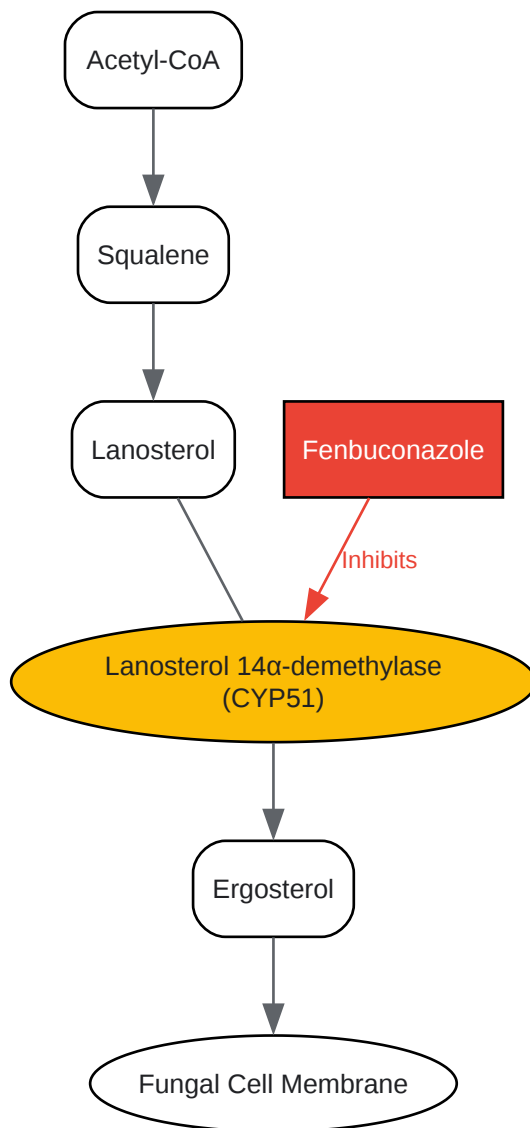 Acetyl-CoA
Squalene
Lanosterol
Fenbuconazole
Inhibits
Lanosterol 14α-demethylase
(CYP51)
Ergosterol
Fungal Cell Membrane